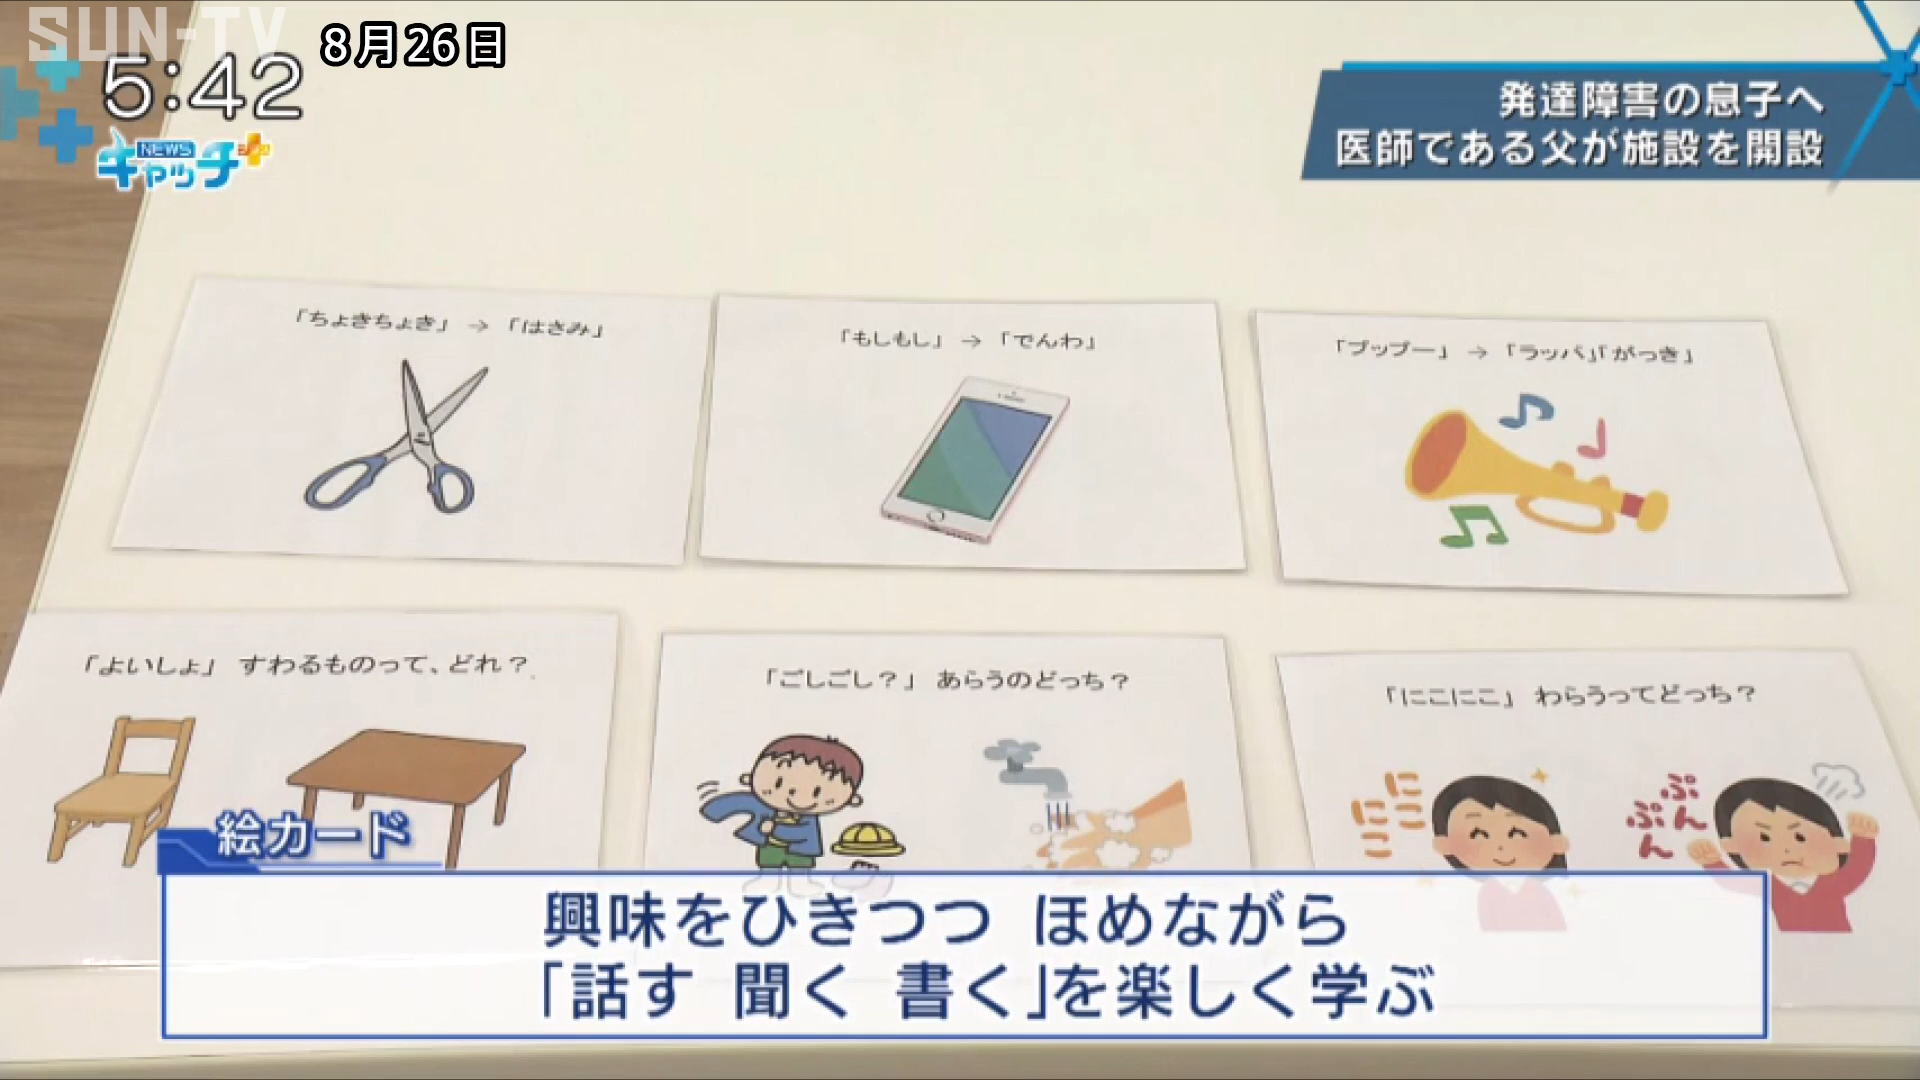 SUN-TV
8月26日
5:42
NEWS
キャッチ+
発達障害の息子へ
医師である父が施設を開設
「ちょきちょき」→「はさみ」
「もしもし」→「でんわ」
「プップー」→「ラッパ」「がっき」
「よいしょ」 すわるものって、どれ？
「ごしごし？」 あらうのどっち？
「にこにこ」 わらうってどっち？
にこ
にこ
ぷん
ぷん
絵カード
興味をひきつつ ほめながら
「話す 聞く 書く」を楽しく学ぶ